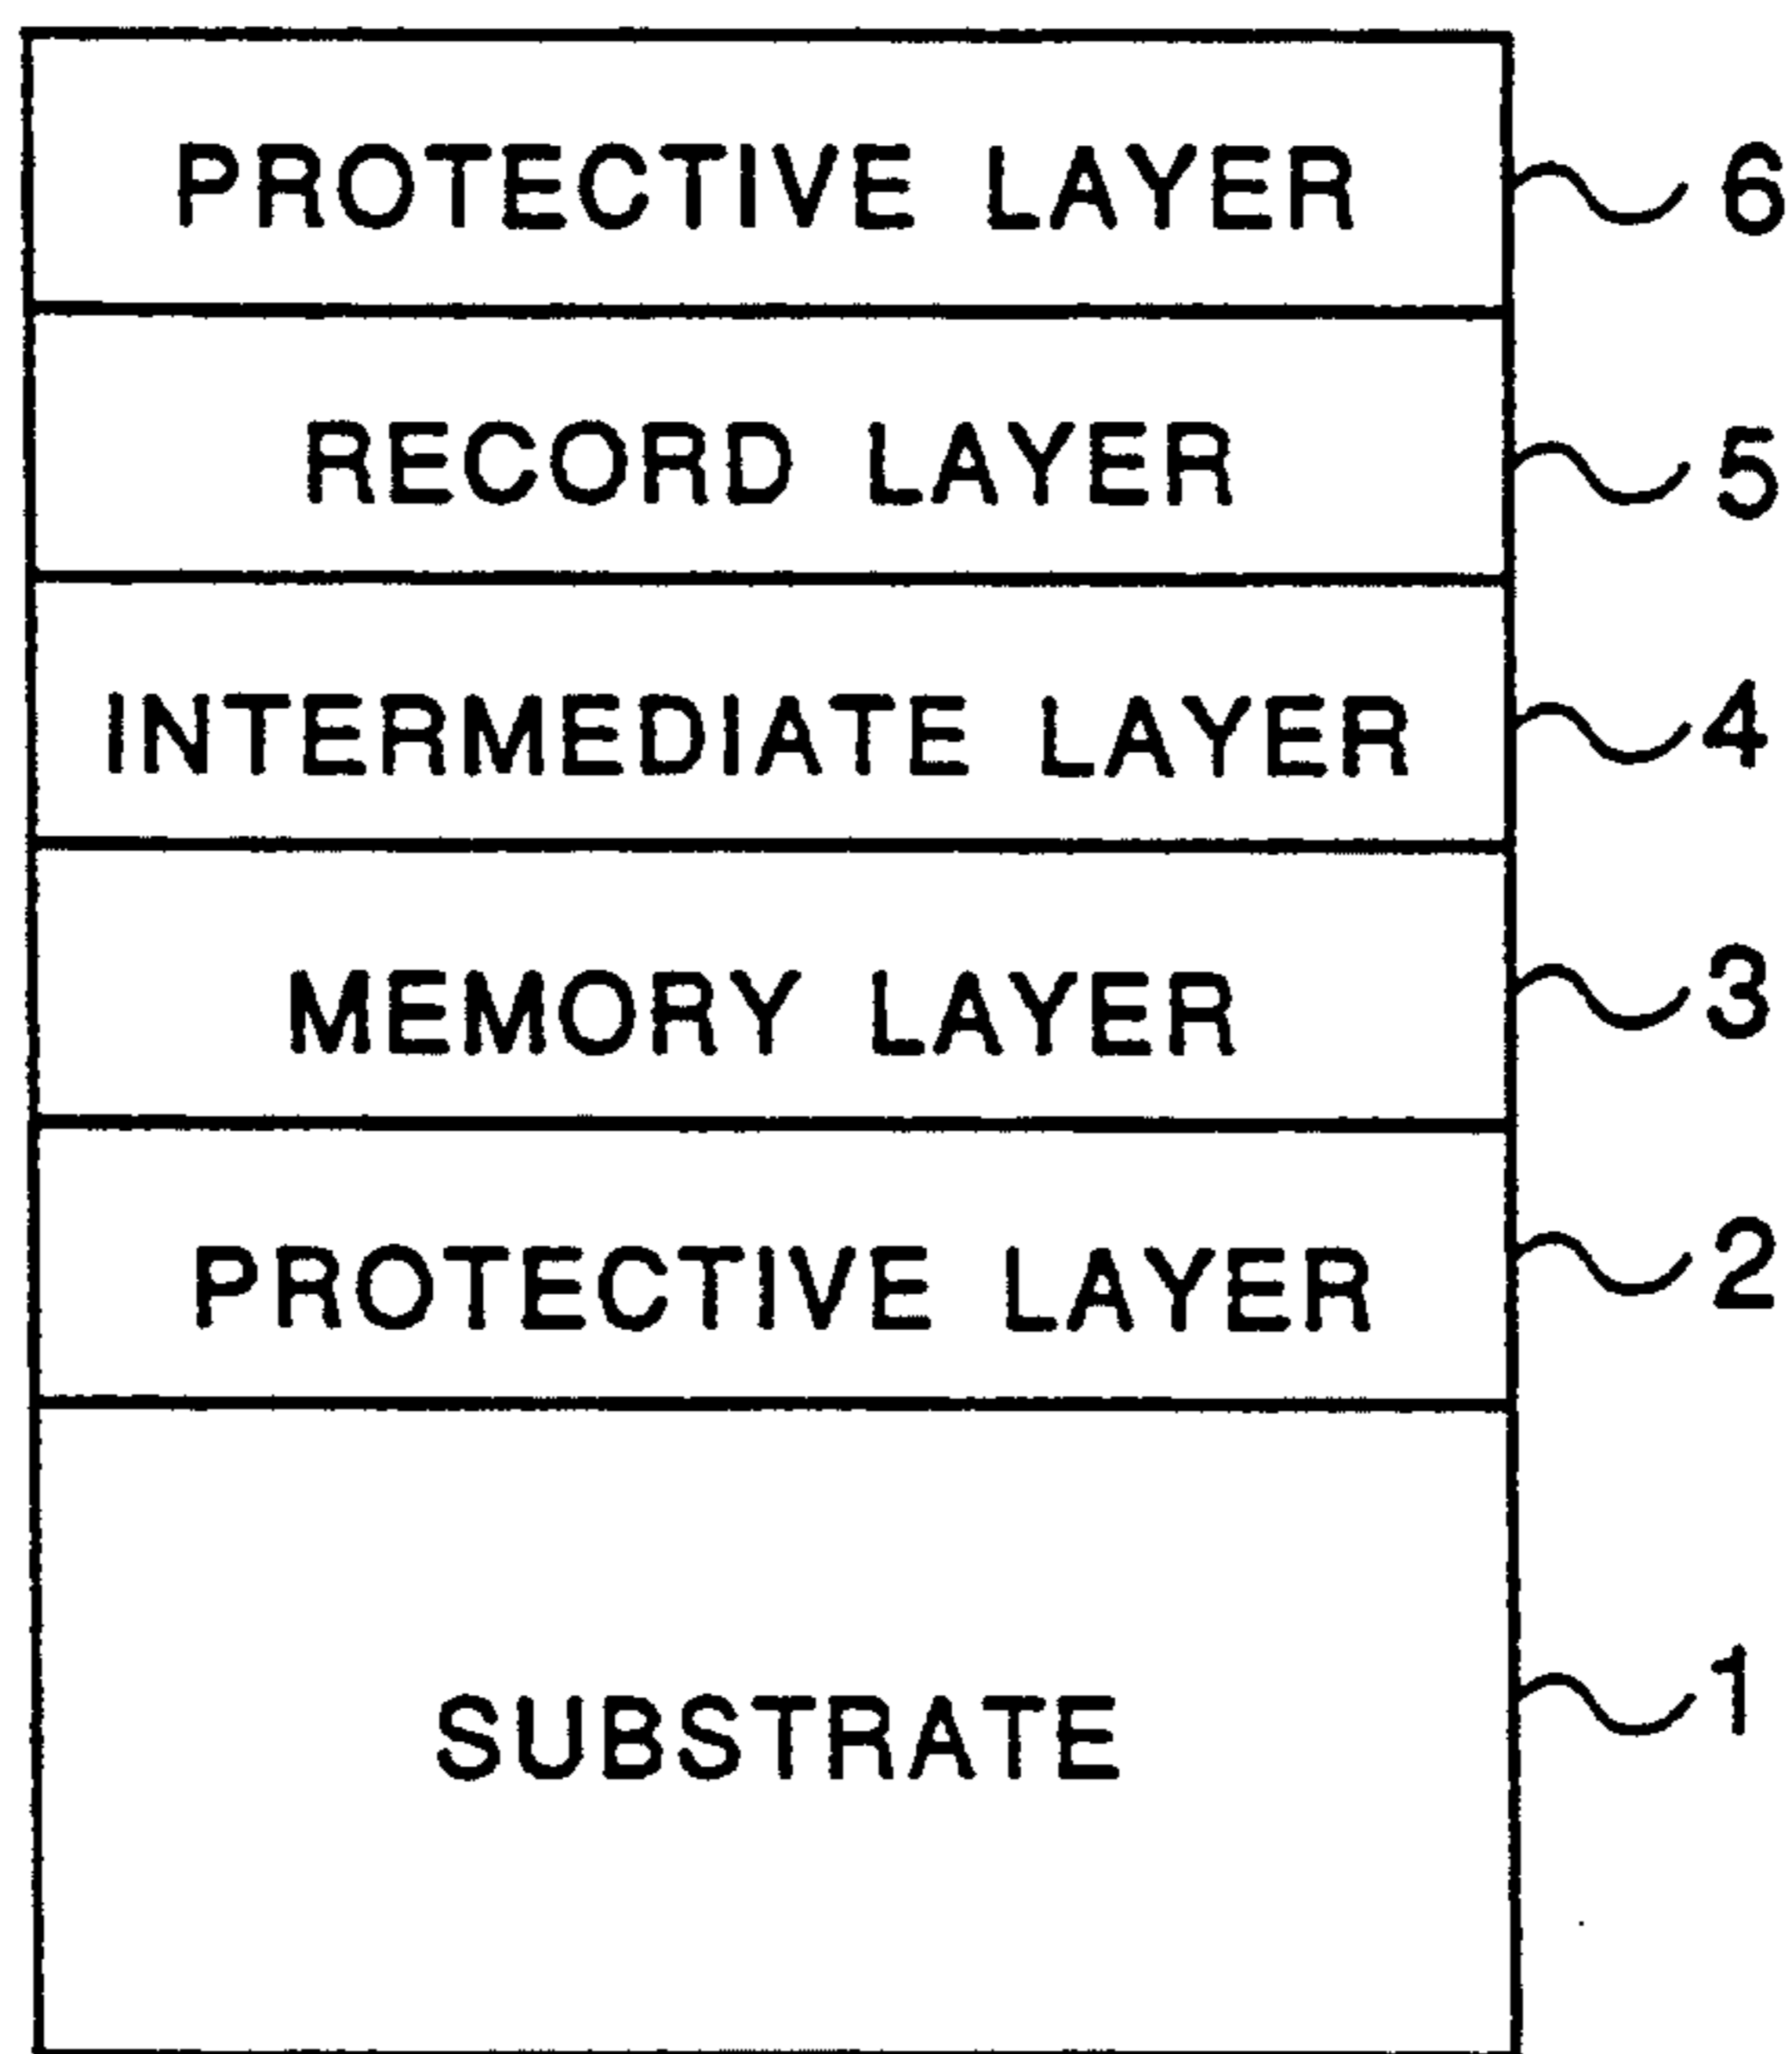 PROTECTIVE LAYER 6
RECORD LAYER 5
INTERMEDIATE LAYER 4
MEMORY LAYER 3
PROTECTIVE LAYER 2
SUBSTRATE 1